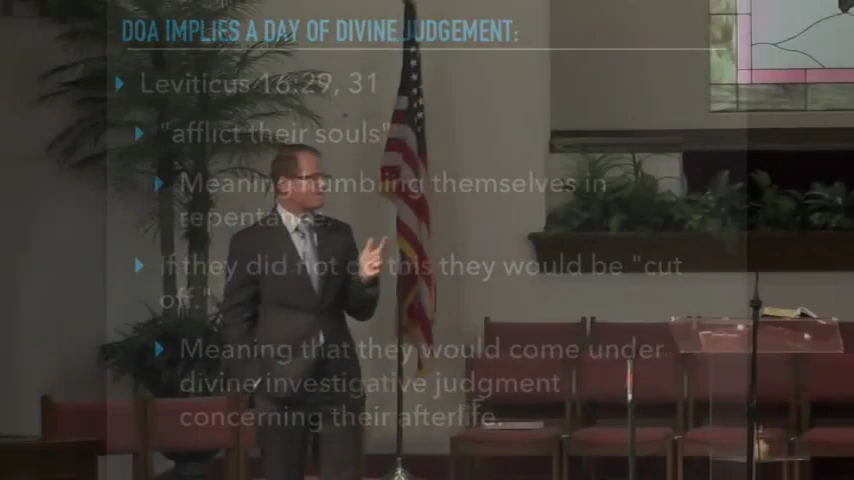 DOA IMPLIES A DAY OF DIVINE JUDGEMENT:
Leviticus 16:29, 31
"afflict their souls"
Meaning humbing themselves in
repentance.
If they did not do this they would be "cut
off."
Meaning that they would come under
divine investigative judgment
concerning their afterlife.